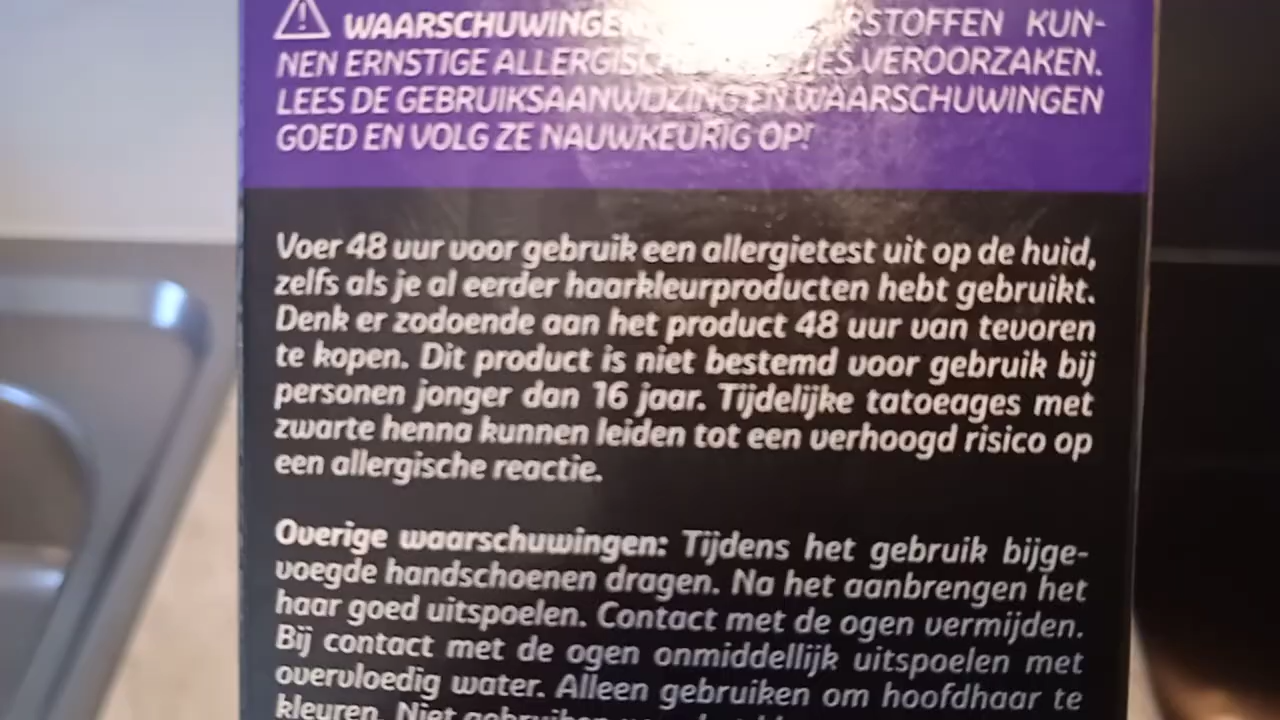 WAARSCHUWINGEN RSTOFFEN KUN-
NEN ERNSTIGE ALLERGISCHE VEROORZAKEN.
LEES DE GEBRUIKSAANWIJZING EN WAARSCHUWINGEN
GOED EN VOLG ZE NAUWKEURIG OP!
Voer 48 uur voor gebruik een allergietest uit op de huid,
zelfs als je al eerder haarkleurproducten hebt gebruikt.
Denk er zodoende aan het product 48 uur van tevoren
te kopen. Dit product is niet bestemd voor gebruik bij
personen jonger dan 16 jaar. Tijdelijke tatoeages met
zwarte henna kunnen leiden tot een verhoogd risico op
een allergische reactie.
Overige waarschuwingen: Tijdens het gebruik bijge-
voegde handschoenen dragen. Na het aanbrengen het
haar goed uitspoelen. Contact met de ogen vermijden.
Bij contact met de ogen onmiddellijk uitspoelen met
overvloedig water. Alleen gebruiken om hoofdhaar te
kleuren. Niet gebruiken